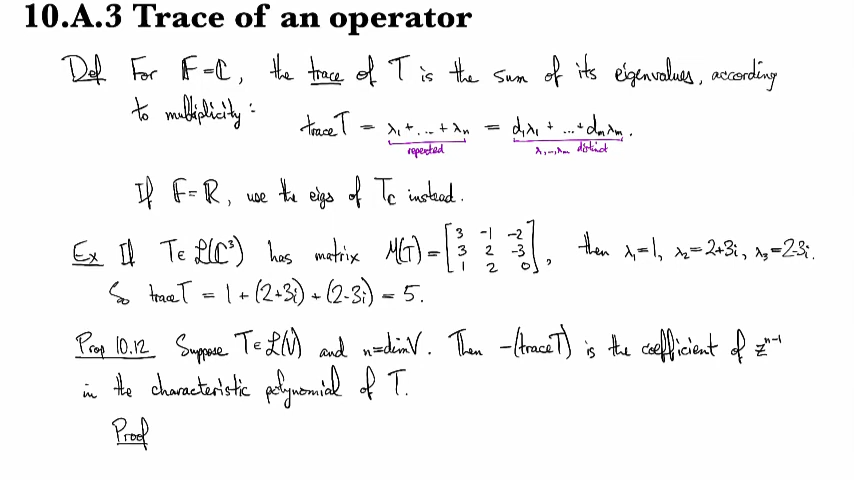 10.A.3 Trace of an operator
Def For F=C, the trace of T is the sum of its eigenvalues, according
to multiplicity:
trace T = λ₁ + ... + λₙ = d₁λ₁ + ... + dₘλₘ.
repeated λ₁,...,λₘ distinct
If F=R, use the eigs of T_C instead.
Ex If T∈L(C³) has matrix M(T) = [3 -1 -2; 3 2 -3; 1 2 0], then λ₁=1, λ₂=2+3i, λ₃=2-3i.
So trace T = 1 + (2+3i) + (2-3i) = 5.
Prop 10.12 Suppose T∈L(V) and n=dim V. Then -(trace T) is the coefficient of zⁿ⁻¹
in the characteristic polynomial of T.
Proof